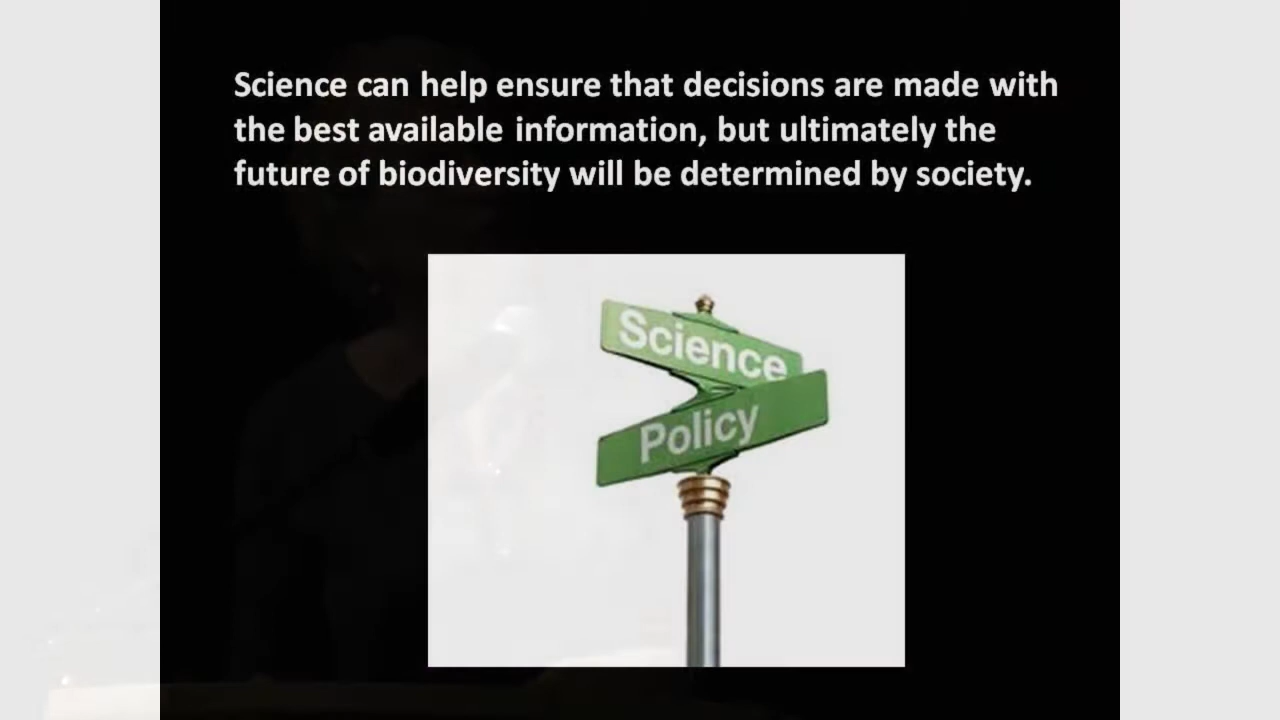 Science can help ensure that decisions are made with
the best available information, but ultimately the
future of biodiversity will be determined by society.
Science
Policy